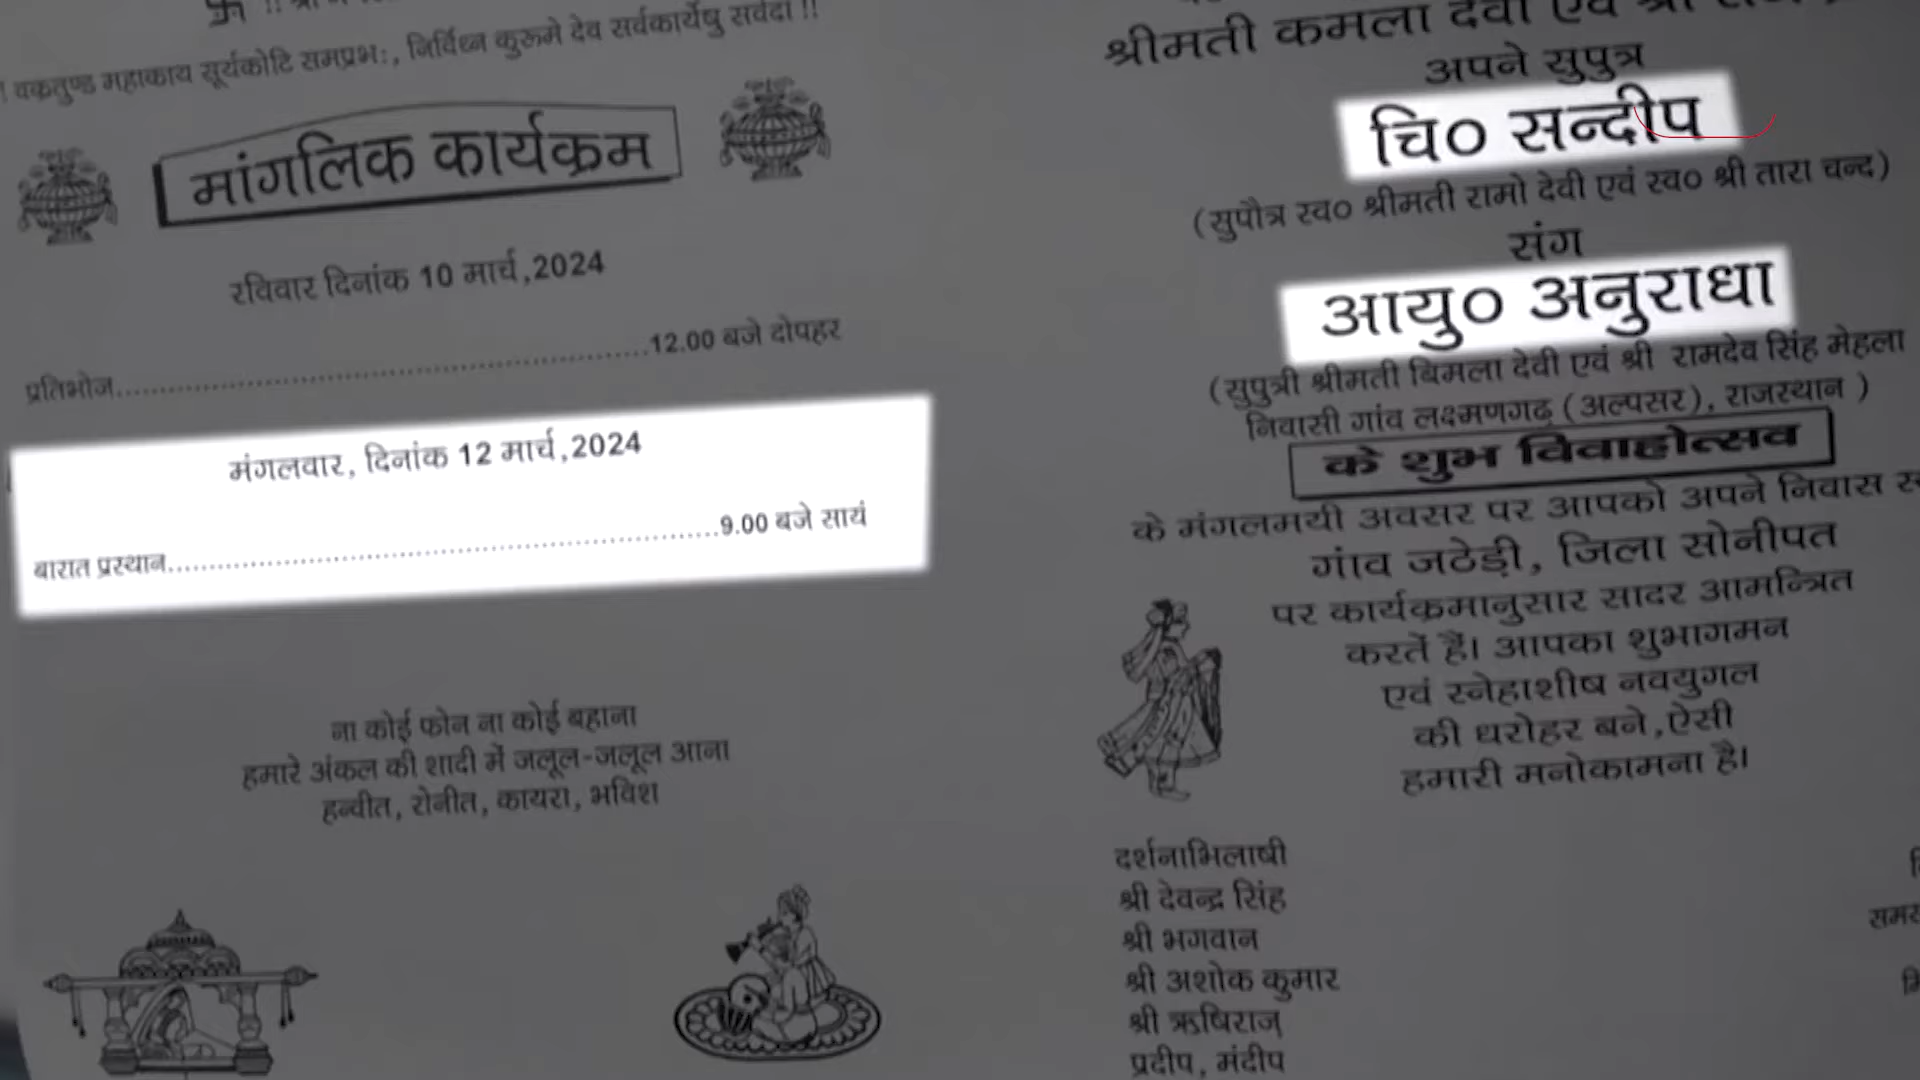 !! वक्रतुण्ड महाकाय सूर्यकोटि समप्रभः, निर्विध्न कुरूमे देव सर्वकार्येषु सर्वदा !!
मांगलिक कार्यक्रम
रविवार दिनांक 10 मार्च,2024
प्रतिभोज.....................................................12.00 बजे दोपहर
मंगलवार, दिनांक 12 मार्च,2024
बारात प्रस्थान.......................................................9.00 बजे सायं
ना कोई फोन ना कोई बहाना
हमारे अंकल की शादी में जलूल-जलूल आना
हन्वीत, रोनीत, कायरा, भविश
श्रीमती कमला देवी एवं श्री
अपने सुपुत्र
चि० सन्दीप
(सुपौत्र स्व० श्रीमती रामो देवी एवं स्व० श्री तारा चन्द)
संग
आयु० अनुराधा
(सुपुत्री श्रीमती बिमला देवी एवं श्री रामदेव सिंह मेहला
निवासी गांव लक्ष्मणगढ़ (अल्पसर), राजस्थान )
के शुभ विवाहोत्सव
के मंगलमयी अवसर पर आपको अपने निवास
गांव जठेड़ी, जिला सोनीपत
पर कार्यक्रमानुसार सादर आमन्त्रित
करतें हैं। आपका शुभागमन
एवं स्नेहाशीष नवयुगल
की धरोहर बने,ऐसी
हमारी मनोकामना है।
दर्शनाभिलाषी
श्री देवन्द्र सिंह
श्री भगवान
श्री अशोक कुमार
श्री ऋषिराज
प्रदीप, मंदीप